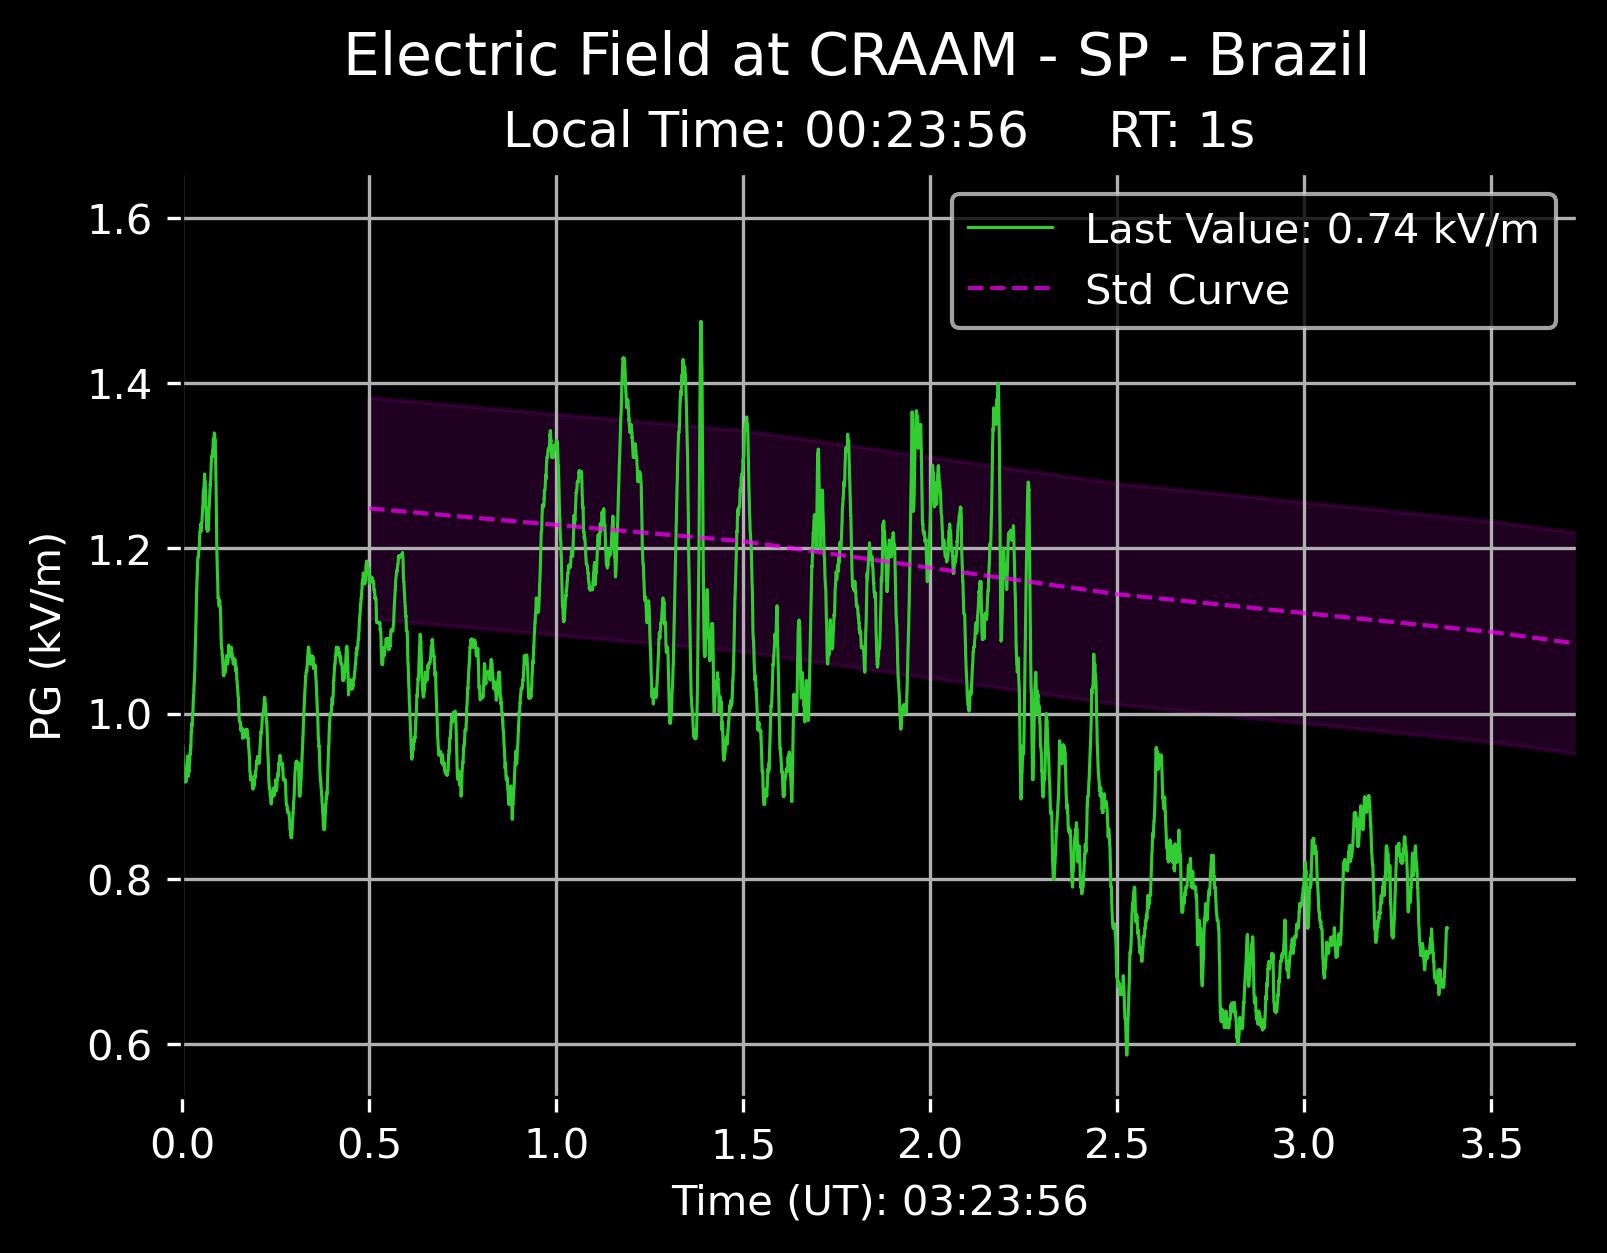 Electric Field at CRAAM - SP - Brazil
Local Time: 00:23:56 RT: 1s
Last Value: 0.74 kV/m
Std Curve
PG (kV/m)
1.6
1.4
1.2
1.0
0.8
0.6
0.0 0.5 1.0 1.5 2.0 2.5 3.0 3.5
Time (UT): 03:23:56